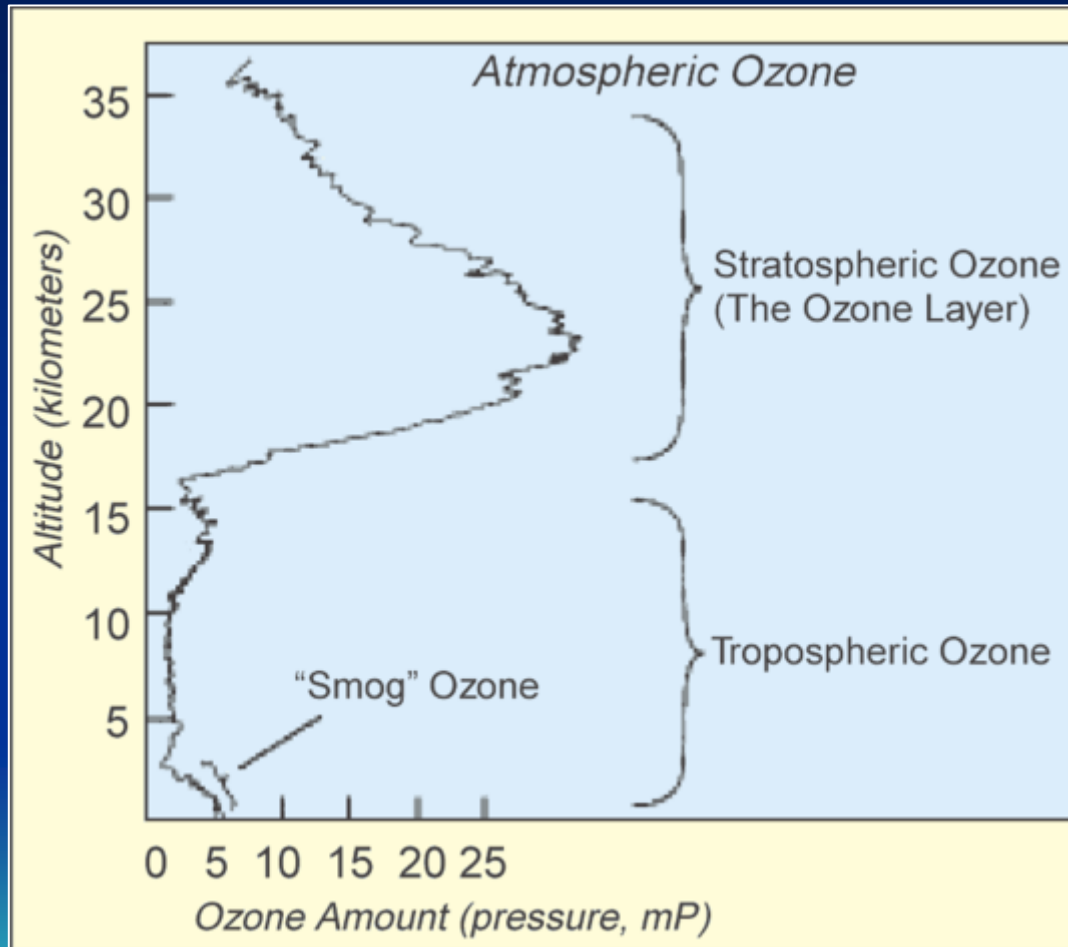 Atmospheric Ozone
35
30
25
20
15
10
5
Altitude (kilometers)
Stratospheric Ozone
(The Ozone Layer)
Tropospheric Ozone
“Smog” Ozone
0 5 10 15 20 25
Ozone Amount (pressure, mP)